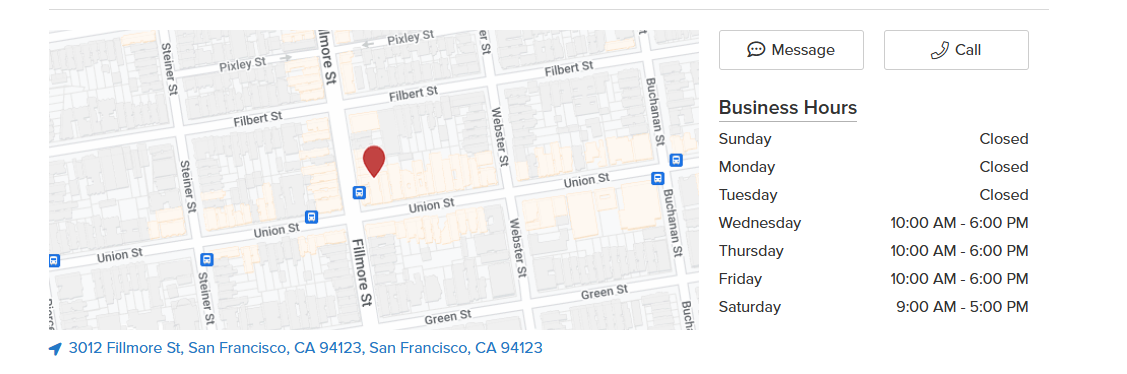 Pixley St
Pixley St
er St
Steiner St
lmore St
Filbert St
Filbert St
Filbert St
Buchanan St
Webster St
Steiner St
Union St
Union St
Union St
Union St
Buchanan St
Webster St
Fillmore St
Steiner St
Green St
Green St
Pierc
Buch
3012 Fillmore St, San Francisco, CA 94123, San Francisco, CA 94123
Message
Call
Business Hours
Sunday Closed
Monday Closed
Tuesday Closed
Wednesday 10:00 AM - 6:00 PM
Thursday 10:00 AM - 6:00 PM
Friday 10:00 AM - 6:00 PM
Saturday 9:00 AM - 5:00 PM